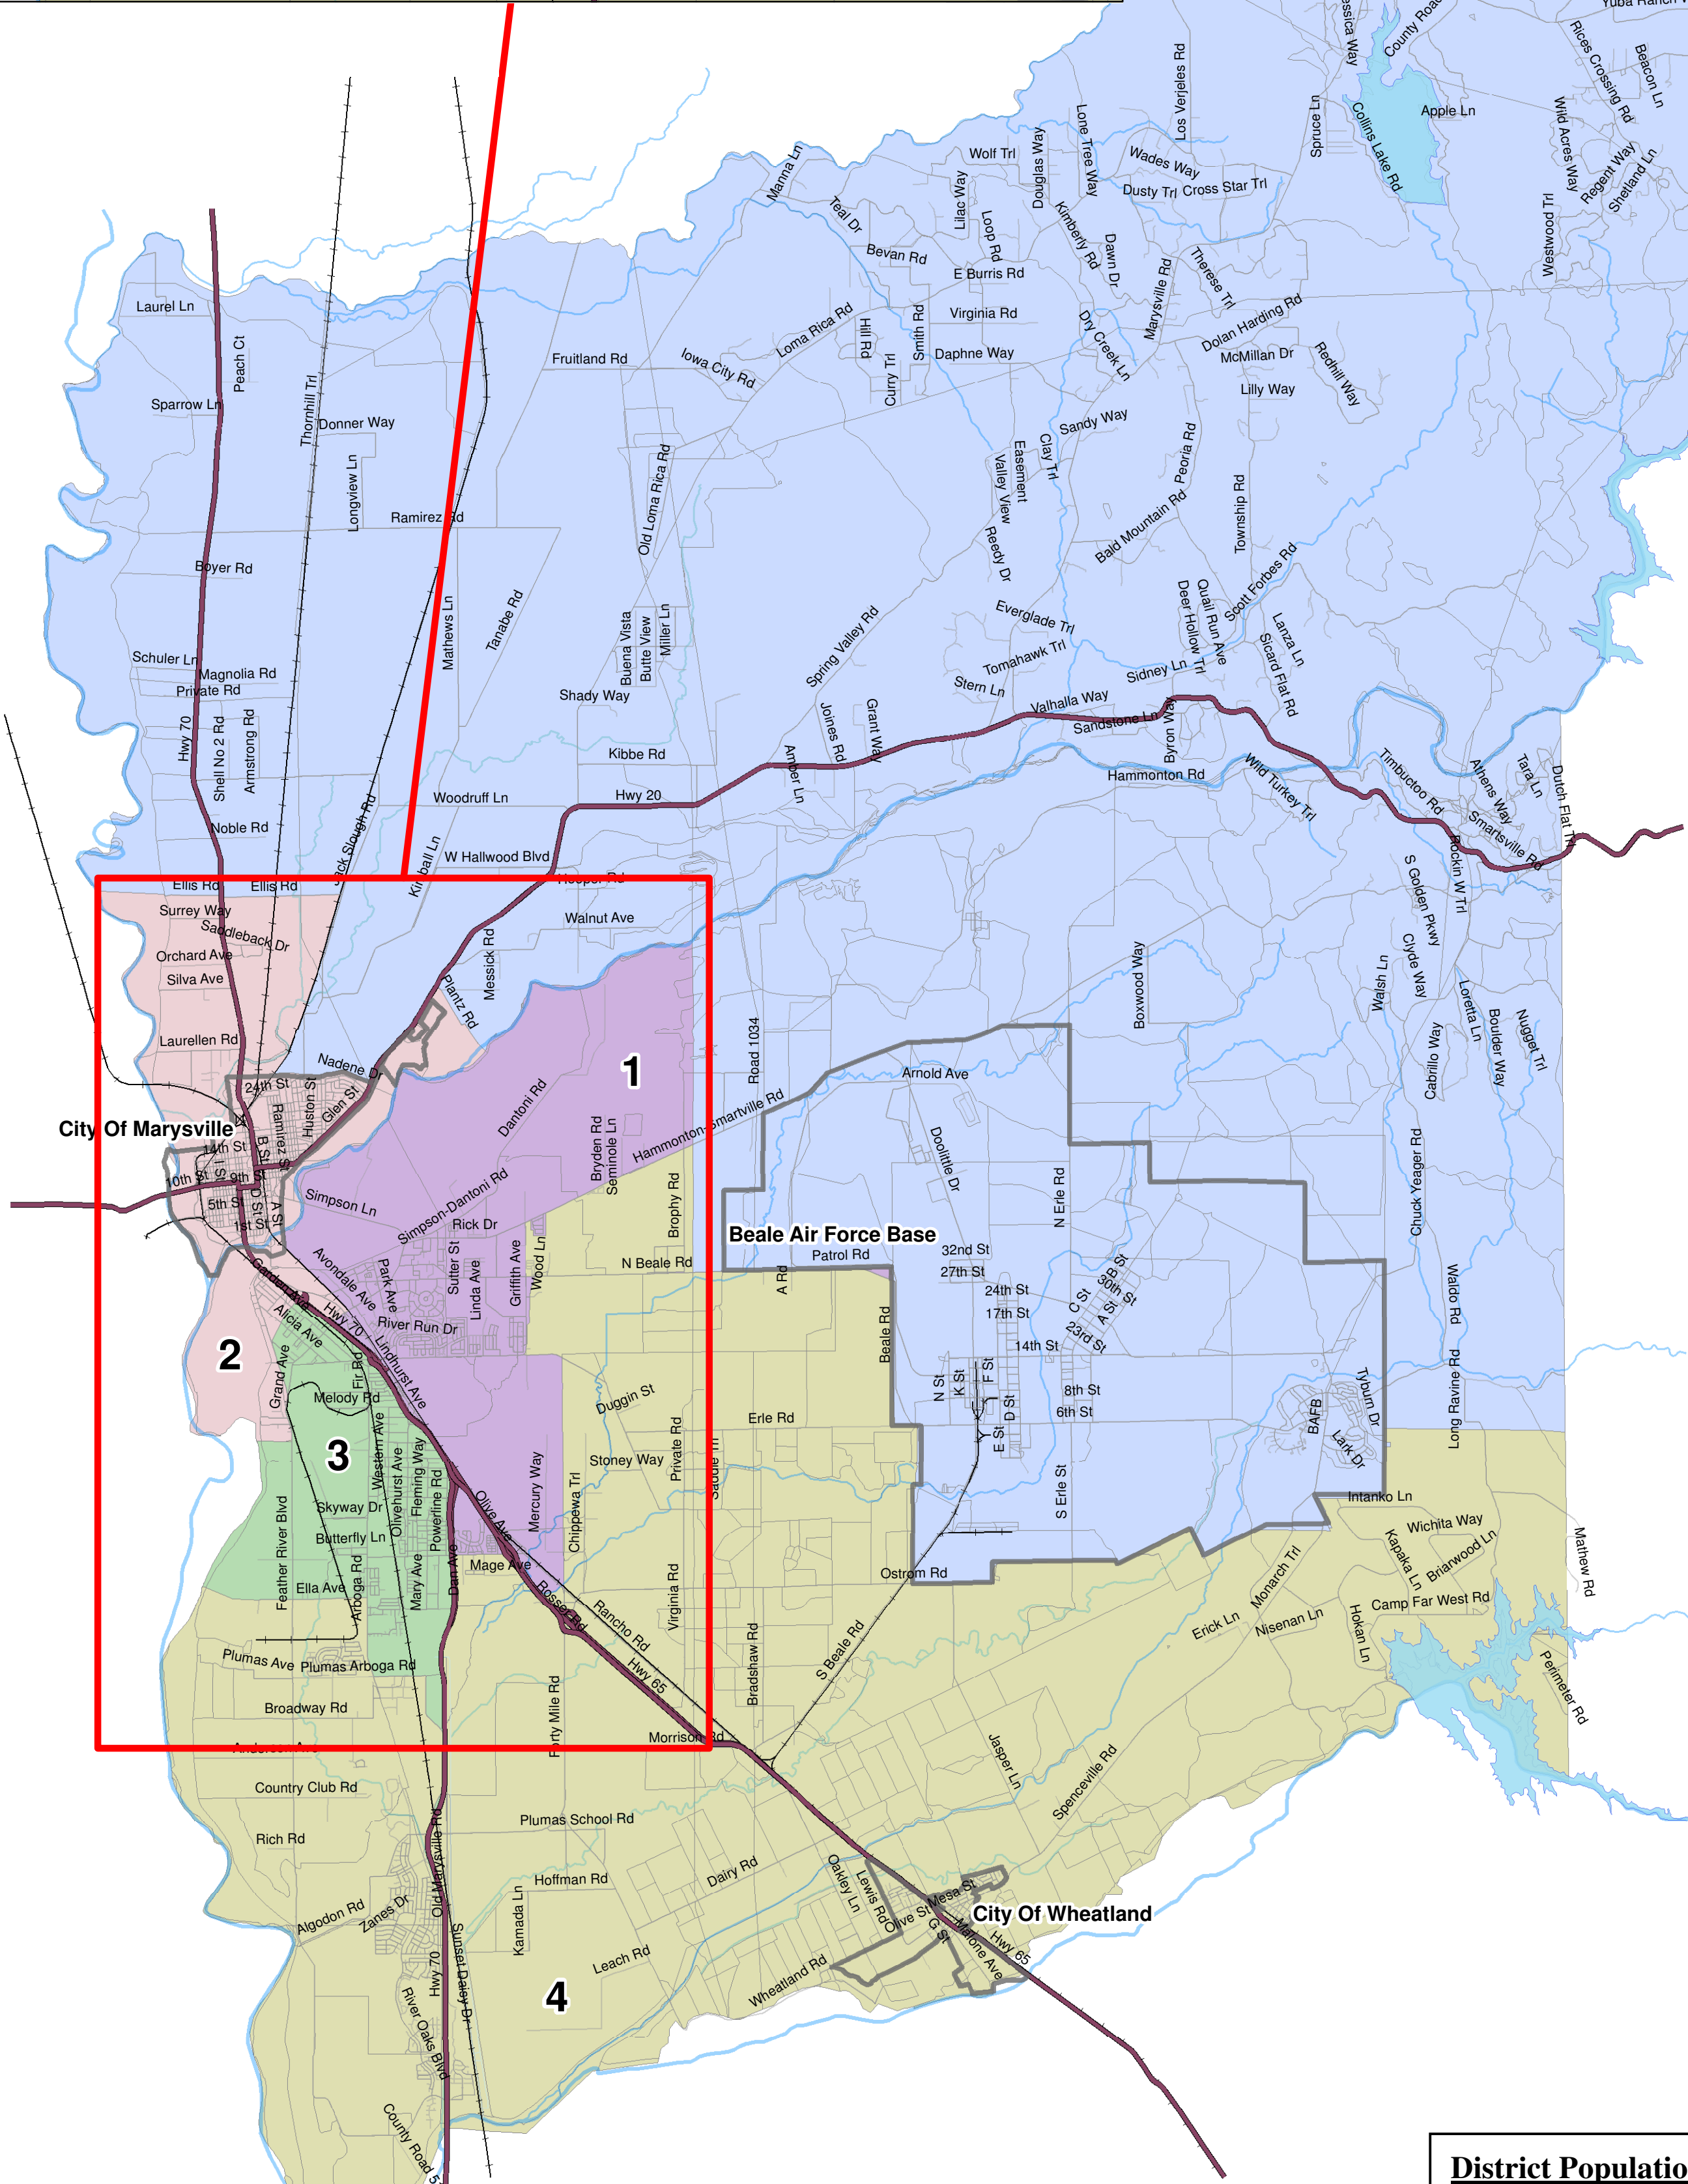 Yuba Ranch
Jessica Way
County Road
Rices Crossing Rd
Beacon Ln
Los Verjeles Rd
Spruce Ln
Collins Lake Rd
Apple Ln
Wild Acres Way
Regent Way
Shetland Ln
Westwood Trl
Lone Tree Way
Wolf Trl
Douglas Way
Wades Way
Dusty Trl
Cross Star Trl
Manna Ln
Teal Dr
Lilac Way
Loop Rd
Kimberly Rd
Dawn Dr
Bevan Rd
E Burris Rd
Marysville Rd
Therese Trl
Laurel Ln
Virginia Rd
Dolan Harding Rd
Loma Rica Rd
Hill Rd
Smith Rd
Dry Creek Ln
Peach Ct
Fruitland Rd
Iowa City Rd
Curry Trl
Daphne Way
McMillan Dr
Redhill Way
Lilly Way
Sparrow Ln
Thornhill Trl
Donner Way
Sandy Way
Longview Ln
Old Loma Rica Rd
Easement
Valley View
Clay Trl
Peoria Rd
Township Rd
Ramirez Rd
Bald Mountain Rd
Reedy Dr
Boyer Rd
Scott Forbes Rd
Mathews Ln
Tanabe Rd
Buena Vista
Butte View
Miller Ln
Spring Valley Rd
Everglade Trl
Deer Hollow Trl
Quail Run Ave
Lanza Ln
Sicard Flat Rd
Schuler Ln
Magnolia Rd
Private Rd
Tomahawk Trl
Sidney Ln
Stern Ln
Shady Way
Valhalla Way
Sandstone Ln
Byron Way
Hwy 70
Shell No 2 Rd
Armstrong Rd
Joines Rd
Grant Way
Kibbe Rd
Amber Ln
Hammonton Rd
Wild Turkey Trl
Timbuctoo Rd
Athens Way
Tara Ln
Dutch Flat Trl
Smartsville Rd
Rockin W Trl
Woodruff Ln
Hwy 20
Noble Rd
Jack Slough Rd
Kimball Ln
W Hallwood Blvd
Hooper Rd
Ellis Rd
Ellis Rd
Surrey Way
Saddleback Dr
Walnut Ave
S Golden Pkwy
Orchard Ave
Silva Ave
Messick Rd
Plantz Rd
Boxwood Way
Walsh Ln
Clyde Way
Loretta Ln
Boulder Way
Nugget Trl
Laurellen Rd
Nadene Dr
Road 1034
Cabrillo Way
1
Arnold Ave
24th St
Huston St
Glen St
Ramirez St
Dantoni Rd
Hammonton-Smartville Rd
City Of Marysville
B St
14th St
I St
10th St
9th St
5th St
D St
A St
1st St
Bryden Rd
Seminole Ln
Doolittle Dr
Chuck Yeager Rd
Simpson Ln
Simpson-Dantoni Rd
Brophy Rd
N Erle Rd
Rick Dr
Beale Air Force Base
Patrol Rd
32nd St
27th St
Garden Ave
Avondale Ave
Park Ave
Sutter St
Linda Ave
Griffith Ave
Wood Ln
N Beale Rd
A Rd
24th St
17th St
14th St
B St
30th St
C St
A St
23rd St
Waldo Rd
Alicia Ave
Hwy 70
River Run Dr
Beale Rd
2
Grand Ave
Fir Rd
Lindhurst Ave
Melody Rd
Duggin St
N St
K St
F St
8th St
D St
6th St
E St
Tyburn Dr
BAFB
Lark Dr
Long Ravine Rd
3
Western Ave
Olivehurst Ave
Fleming Way
Powerline Rd
Erle Rd
Stoney Way
Private Rd
Saddle Trl
Mercury Way
Chippewa Trl
S Erle St
Intanko Ln
Feather River Blvd
Skyway Dr
Olive Ave
Butterfly Ln
Wichita Way
Kapaka Ln
Briarwood Ln
Mathew Rd
Mage Ave
Ella Ave
Arboga Rd
Mary Ave
Dan Ave
Rosser Rd
Rancho Rd
Virginia Rd
Ostrom Rd
Monarch Trl
Camp Far West Rd
Erick Ln
Nisenan Ln
Hokan Ln
Plumas Ave
Plumas Arboga Rd
Hwy 65
Bradshaw Rd
S Beale Rd
Perimeter Rd
Broadway Rd
Forty Mile Rd
Morrison Rd
Anderson Ave
Jasper Ln
Spenceville Rd
Country Club Rd
Plumas School Rd
Rich Rd
Old Marysville Rd
Hoffman Rd
Dairy Rd
Oakley Ln
Lewis Rd
Mesa St
City Of Wheatland
Algodon Rd
Zanes Dr
Kamada Ln
Olive St
G St
Malone Ave
Hwy 65
Leach Rd
Wheatland Rd
Hwy 70
Sunset Daisy Dr
4
River Oaks Blvd
County Road 5
District Populatio